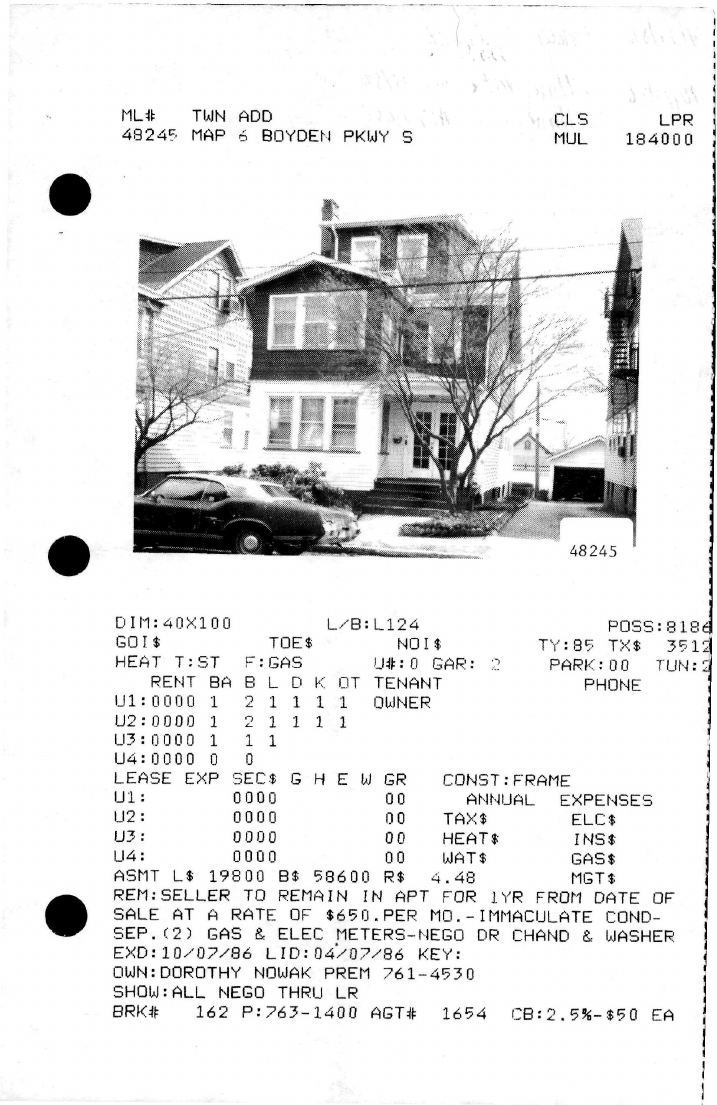 ML# TWN ADD CLS LPR
48245 MAP 6 BOYDEN PKWY S MUL 184000
48245
DIM:40X100 L/B:L124 POSS:8186
GOI$ TOE$ NOI$ TY:85 TX$ 3512
HEAT T:ST F:GAS U#:0 GAR: 2 PARK:00 TUN:2
RENT BA B L D K OT TENANT PHONE
U1:0000 1 2 1 1 1 1 OWNER
U2:0000 1 2 1 1 1 1
U3:0000 1 1 1
U4:0000 0 0
LEASE EXP SEC$ G H E W GR CONST:FRAME
U1: 0000 00 ANNUAL EXPENSES
U2: 0000 00 TAX$ ELC$
U3: 0000 00 HEAT$ INS$
U4: 0000 00 WAT$ GAS$
ASMT L$ 19800 B$ 58600 R$ 4.48 MGT$
REM:SELLER TO REMAIN IN APT FOR 1YR FROM DATE OF
SALE AT A RATE OF $650.PER MO.-IMMACULATE COND-
SEP.(2) GAS & ELEC METERS-NEGO DR CHAND & WASHER
EXD:10/07/86 LID:04/07/86 KEY:
OWN:DOROTHY NOWAK PREM 761-4530
SHOW:ALL NEGO THRU LR
BRK# 162 P:763-1400 AGT# 1654 CB:2.5%-$50 EA